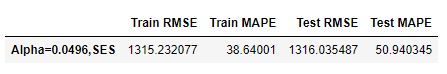 Train RMSE Train MAPE Test RMSE Test MAPE
Alpha=0.0496,SES 1315.232077 38.64001 1316.035487 50.940345